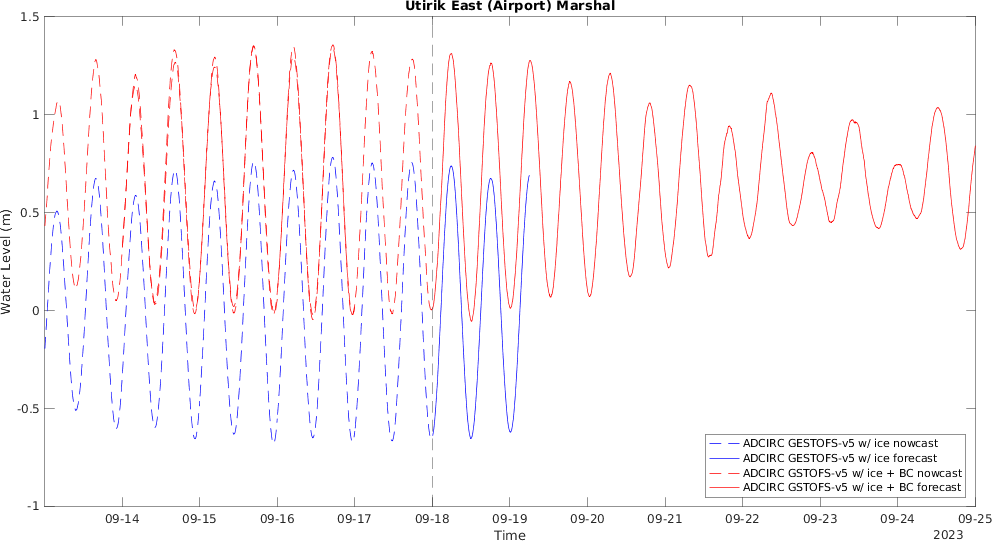 Utirik East (Airport) Marshal
1.5
1
0.5
0
-0.5
-1
Water Level (m)
ADCIRC GESTOFS-v5 w/ ice nowcast
ADCIRC GESTOFS-v5 w/ ice forecast
ADCIRC GSTOFS-v5 w/ ice + BC nowcast
ADCIRC GSTOFS-v5 w/ ice + BC forecast
09-14 09-15 09-16 09-17 09-18 09-19 09-20 09-21 09-22 09-23 09-24 09-25
Time
2023